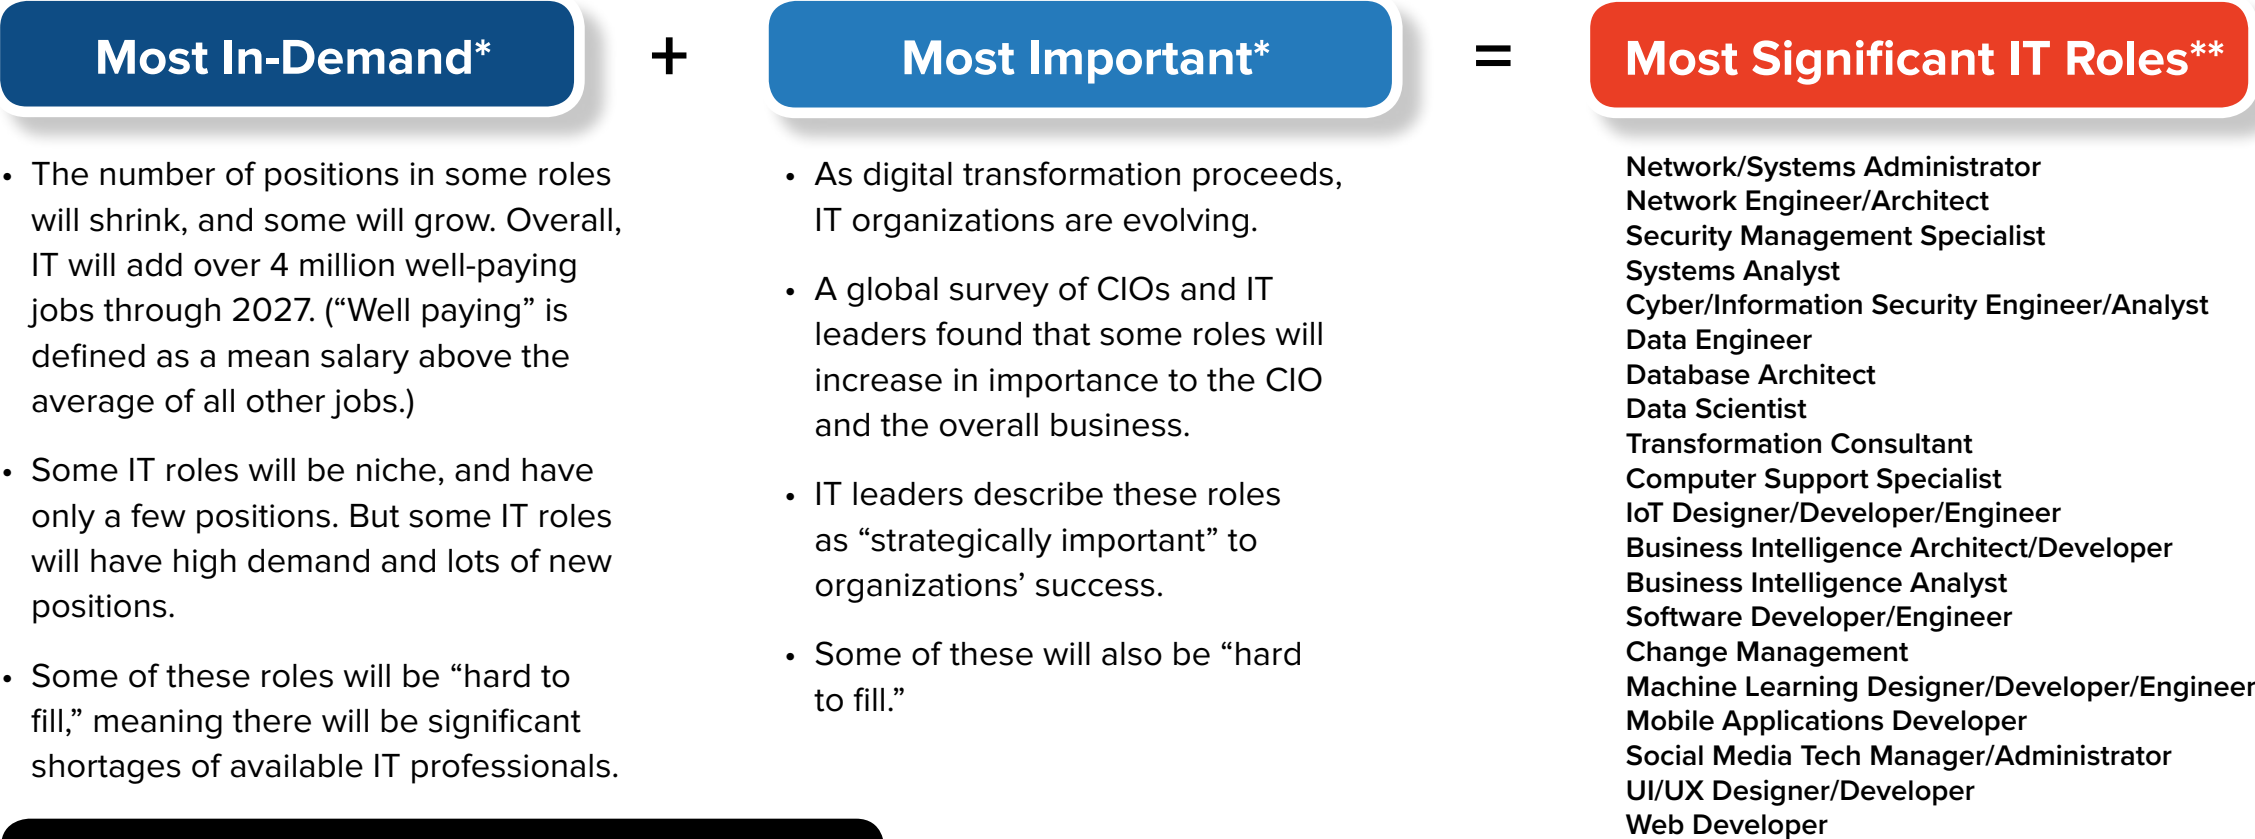 Most In-Demand*
+
Most Important*
=
Most Significant IT Roles**
• The number of positions in some roles
will shrink, and some will grow. Overall,
IT will add over 4 million well-paying
jobs through 2027. (“Well paying” is
defined as a mean salary above the
average of all other jobs.)
• Some IT roles will be niche, and have
only a few positions. But some IT roles
will have high demand and lots of new
positions.
• Some of these roles will be “hard to
fill,” meaning there will be significant
shortages of available IT professionals.
• As digital transformation proceeds,
IT organizations are evolving.
• A global survey of CIOs and IT
leaders found that some roles will
increase in importance to the CIO
and the overall business.
• IT leaders describe these roles
as “strategically important” to
organizations’ success.
• Some of these will also be “hard
to fill.”
Network/Systems Administrator
Network Engineer/Architect
Security Management Specialist
Systems Analyst
Cyber/Information Security Engineer/Analyst
Data Engineer
Database Architect
Data Scientist
Transformation Consultant
Computer Support Specialist
IoT Designer/Developer/Engineer
Business Intelligence Architect/Developer
Business Intelligence Analyst
Software Developer/Engineer
Change Management
Machine Learning Designer/Developer/Engineer
Mobile Applications Developer
Social Media Tech Manager/Administrator
UI/UX Designer/Developer
Web Developer